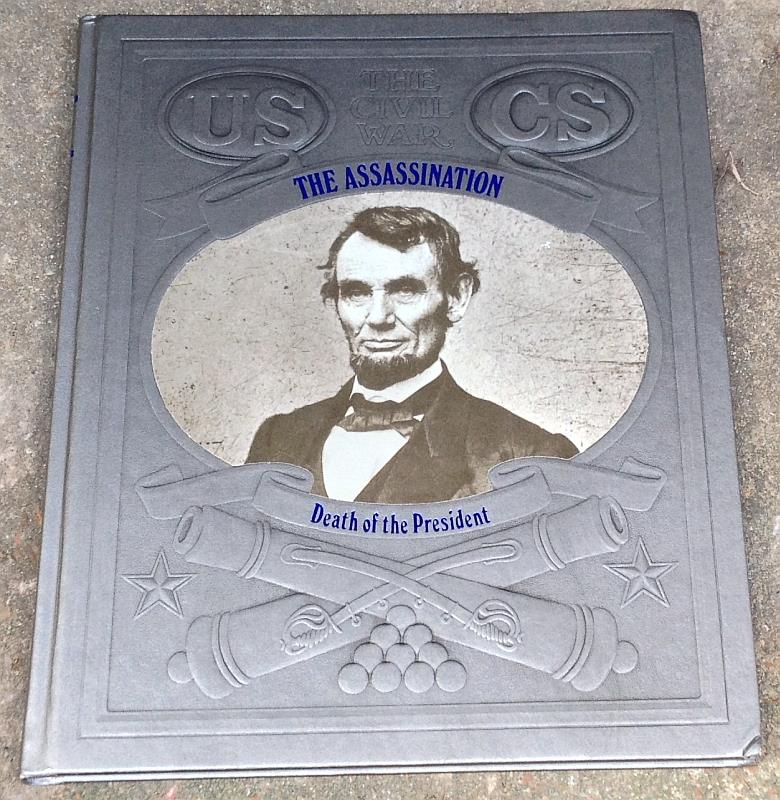 US
THE
CIVIL
WAR
CS
THE ASSASSINATION
Death of the President